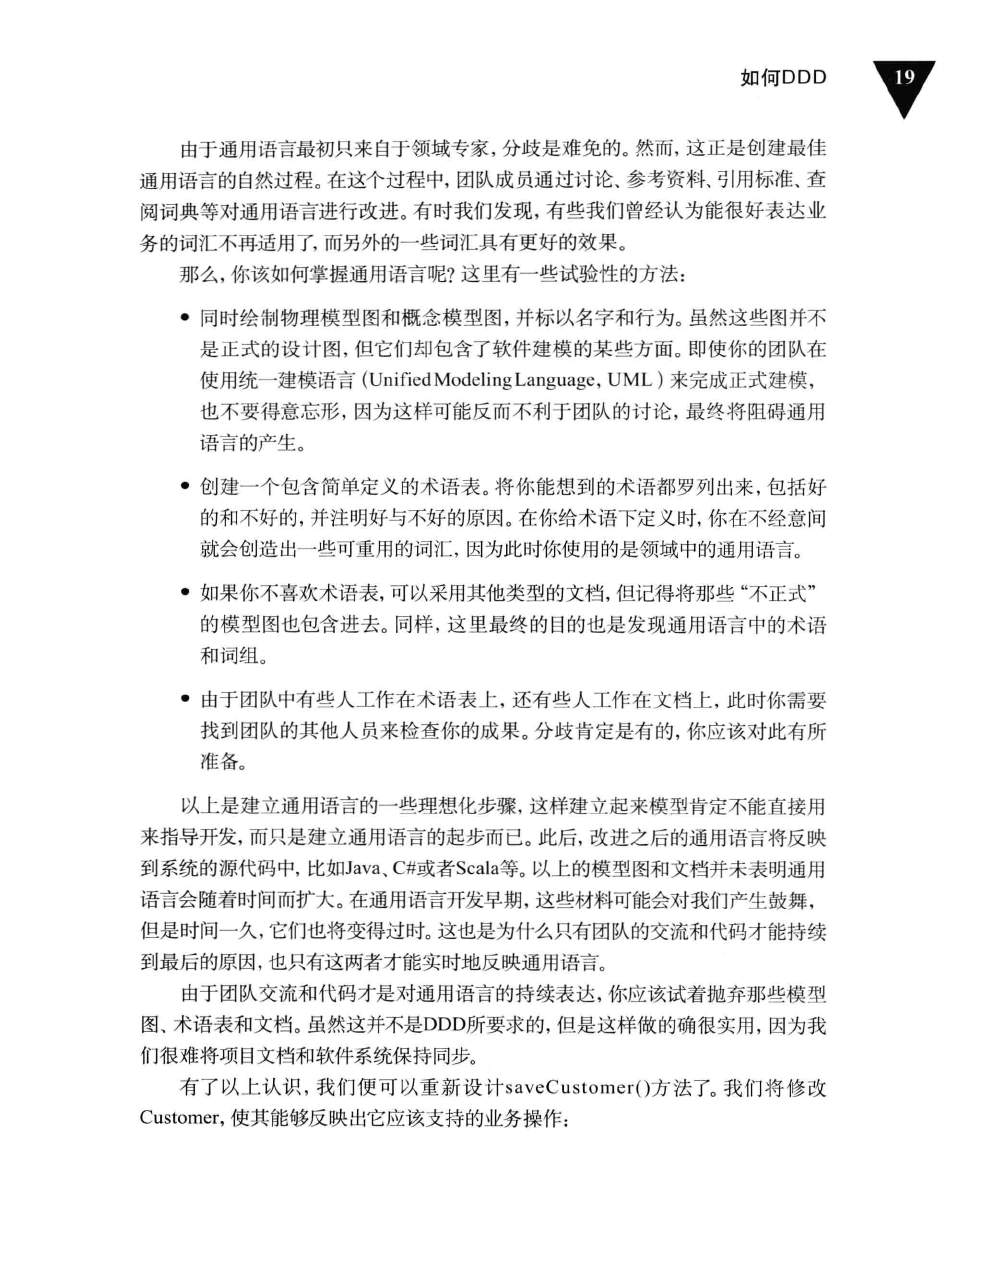 如何DDD
19
由于通用语言最初只来自于领域专家，分歧是难免的。然而，这正是创建最佳
通用语言的自然过程。在这个过程中，团队成员通过讨论、参考资料、引用标准、查
阅词典等对通用语言进行改进。有时我们发现，有些我们曾经认为能很好表达业
务的词汇不再适用了，而另外的一些词汇具有更好的效果。
那么，你该如何掌握通用语言呢？这里有一些试验性的方法：
• 同时绘制物理模型图和概念模型图，并标以名字和行为。虽然这些图并不
是正式的设计图，但它们却包含了软件建模的某些方面。即使你的团队在
使用统一建模语言（Unified Modeling Language，UML）来完成正式建模，
也不要得意忘形，因为这样可能反而不利于团队的讨论，最终将阻碍通用
语言的产生。
• 创建一个包含简单定义的术语表。将你能想到的术语都罗列出来，包括好
的和不好的，并注明好与不好的原因。在你给术语下定义时，你在不经意间
就会创造出一些可重用的词汇，因为此时你使用的是领域中的通用语言。
• 如果你不喜欢术语表，可以采用其他类型的文档，但记得将那些“不正式”
的模型图也包含进去。同样，这里最终的目的也是发现通用语言中的术语
和词组。
• 由于团队中有些人工作在术语表上，还有些人工作在文档上，此时你需要
找到团队的其他人员来检查你的成果。分歧肯定是有的，你应该对此有所
准备。
以上是建立通用语言的一些理想化步骤，这样建立起来模型肯定不能直接用
来指导开发，而只是建立通用语言的起步而已。此后，改进之后的通用语言将反映
到系统的源代码中，比如Java、C#或者Scala等。以上的模型图和文档并未表明通用
语言会随着时间而扩大。在通用语言开发早期，这些材料可能会对我们产生鼓舞，
但是时间一久，它们也将变得过时。这也是为什么只有团队的交流和代码才能持续
到最后的原因，也只有这两者才能实时地反映通用语言。
由于团队交流和代码才是对通用语言的持续表达，你应该试着抛弃那些模型
图、术语表和文档。虽然这并不是DDD所要求的，但是这样做的确很实用，因为我
们很难将项目文档和软件系统保持同步。
有了以上认识，我们便可以重新设计saveCustomer()方法了。我们将修改
Customer，使其能够反映出它应该支持的业务操作：